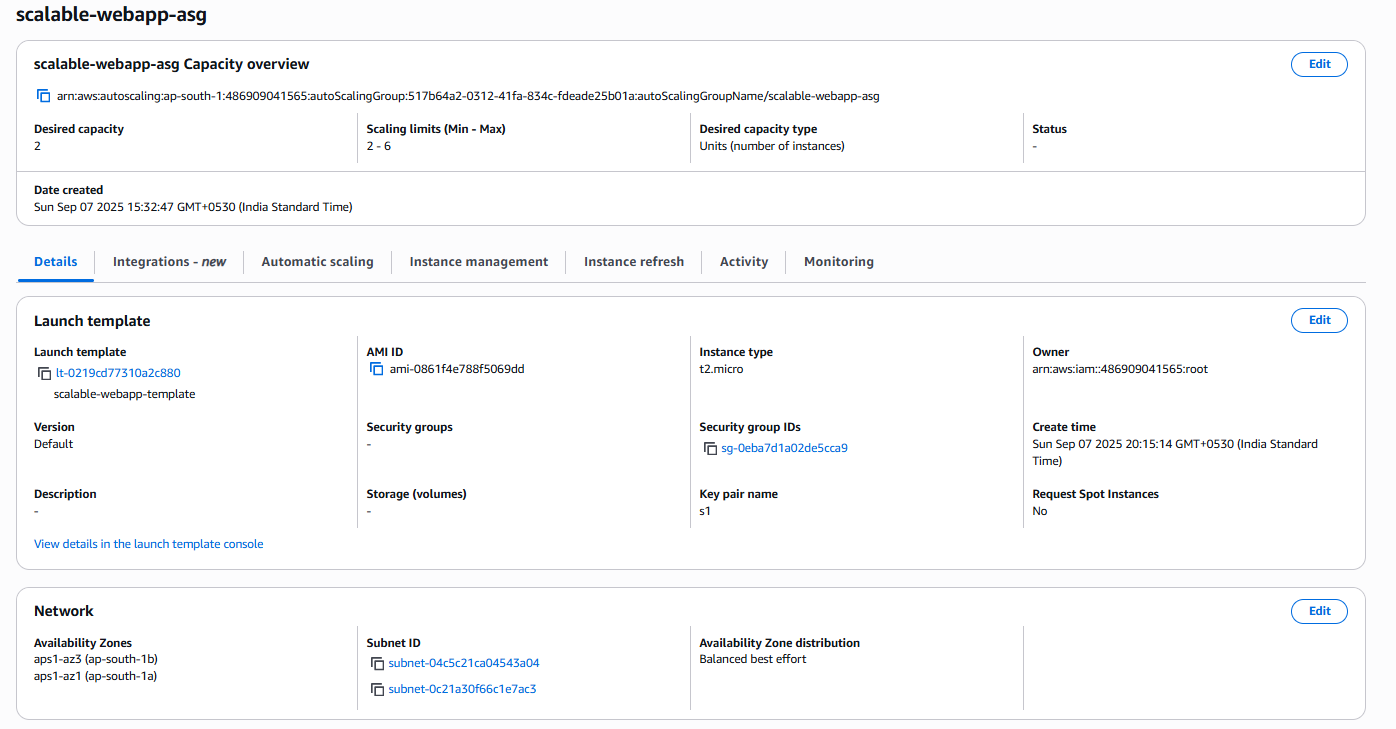 scalable-webapp-asg
scalable-webapp-asg Capacity overview
Edit
arn:aws:autoscaling:ap-south-1:486909041565:autoScalingGroup:517b64a2-0312-41fa-834c-fdeade25b01a:autoScalingGroupName/scalable-webapp-asg
Desired capacity
2
Scaling limits (Min - Max)
2 - 6
Desired capacity type
Units (number of instances)
Status
-
Date created
Sun Sep 07 2025 15:32:47 GMT+0530 (India Standard Time)
Details
Integrations - new
Automatic scaling
Instance management
Instance refresh
Activity
Monitoring
Launch template
Edit
Launch template
lt-0219cd77310a2c880
scalable-webapp-template
AMI ID
ami-0861f4e788f5069dd
Instance type
t2.micro
Owner
arn:aws:iam::486909041565:root
Version
Default
Security groups
-
Security group IDs
sg-0eba7d1a02de5cca9
Create time
Sun Sep 07 2025 20:15:14 GMT+0530 (India Standard
Time)
Description
-
Storage (volumes)
-
Key pair name
s1
Request Spot Instances
No
View details in the launch template console
Network
Edit
Availability Zones
aps1-az3 (ap-south-1b)
aps1-az1 (ap-south-1a)
Subnet ID
subnet-04c5c21ca04543a04
subnet-0c21a30f66c1e7ac3
Availability Zone distribution
Balanced best effort